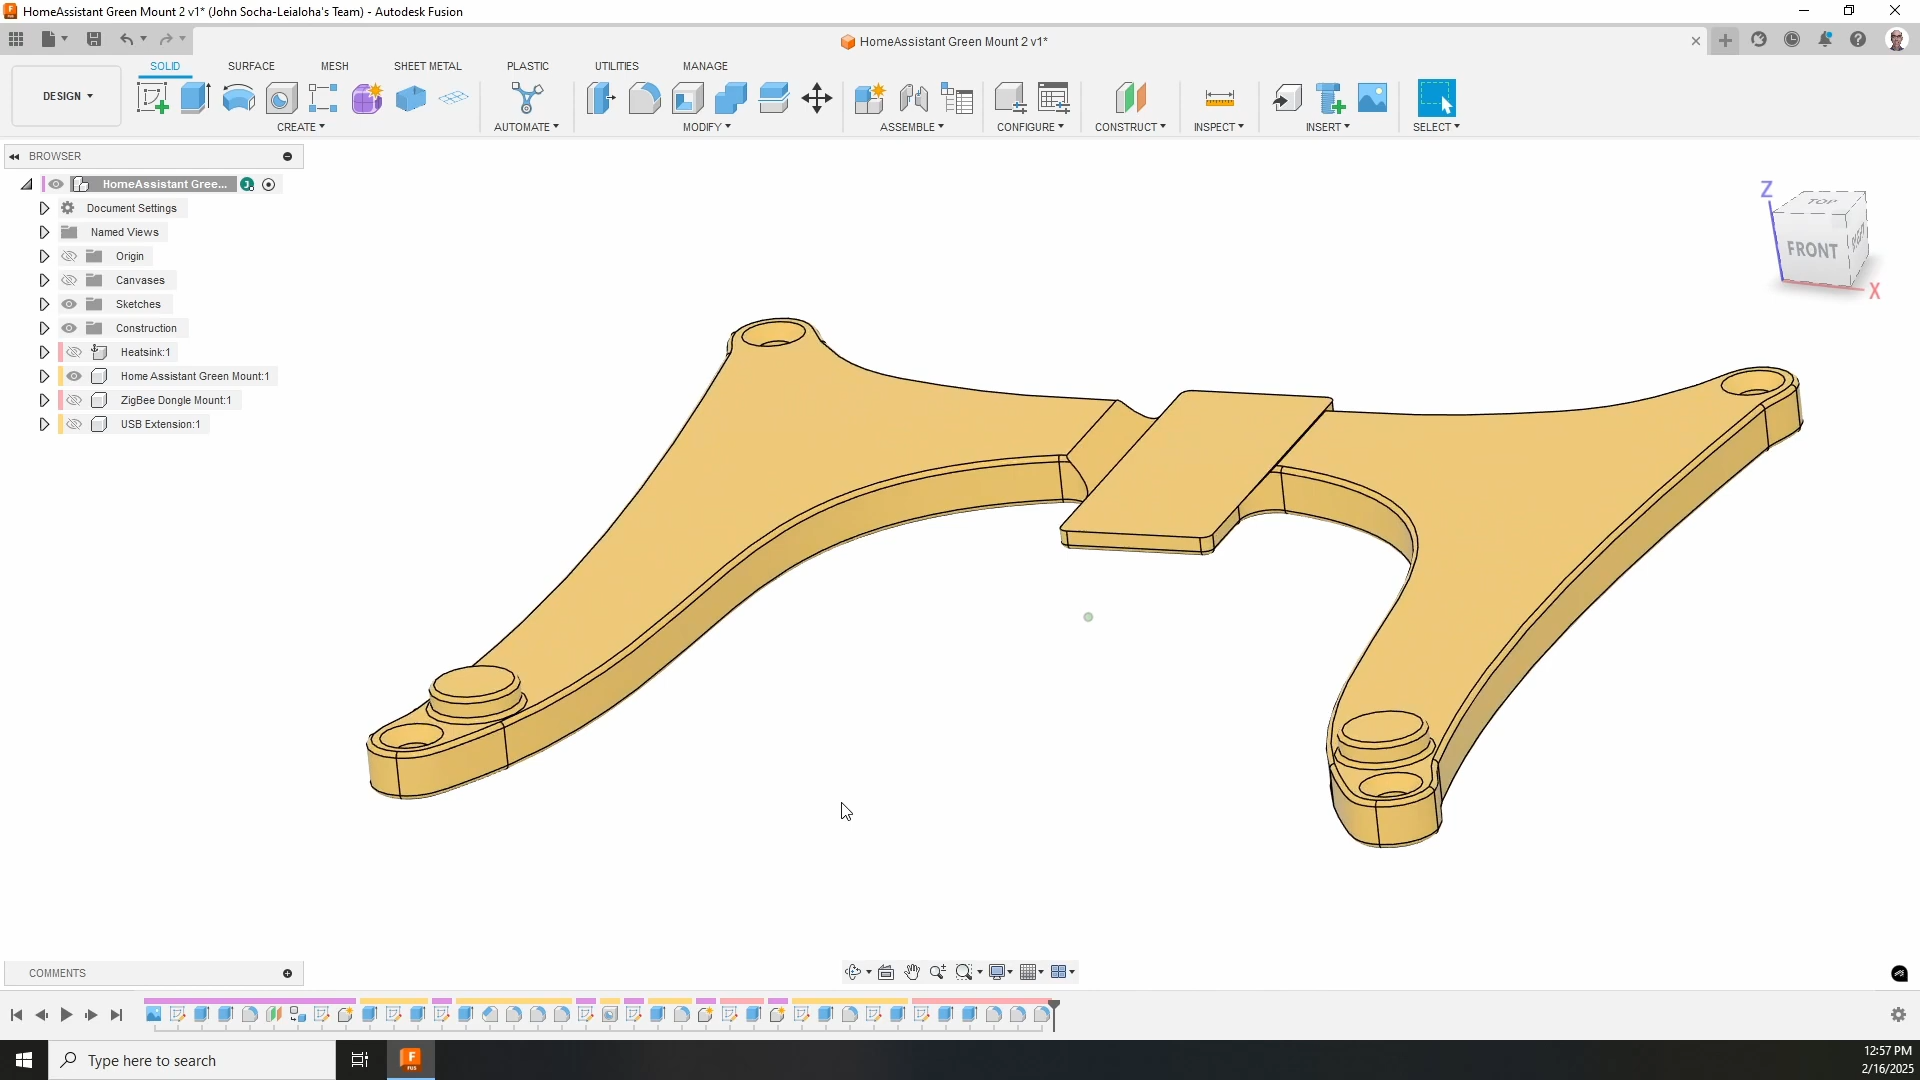 HomeAssistant Green Mount 2 v1* (John Socha-Leialoha's Team) - Autodesk Fusion
HomeAssistant Green Mount 2 v1*
SOLID SURFACE MESH SHEET METAL PLASTIC UTILITIES MANAGE
DESIGN
CREATE AUTOMATE MODIFY ASSEMBLE CONFIGURE CONSTRUCT INSPECT INSERT SELECT
BROWSER
HomeAssistant Gree...
Document Settings
Named Views
Origin
Canvases
Sketches
Construction
Heatsink:1
Home Assistant Green Mount:1
ZigBee Dongle Mount:1
USB Extension:1
Z
TOP
FRONT
RIGHT
X
COMMENTS
Type here to search
F
FUS
12:57 PM
2/16/2025